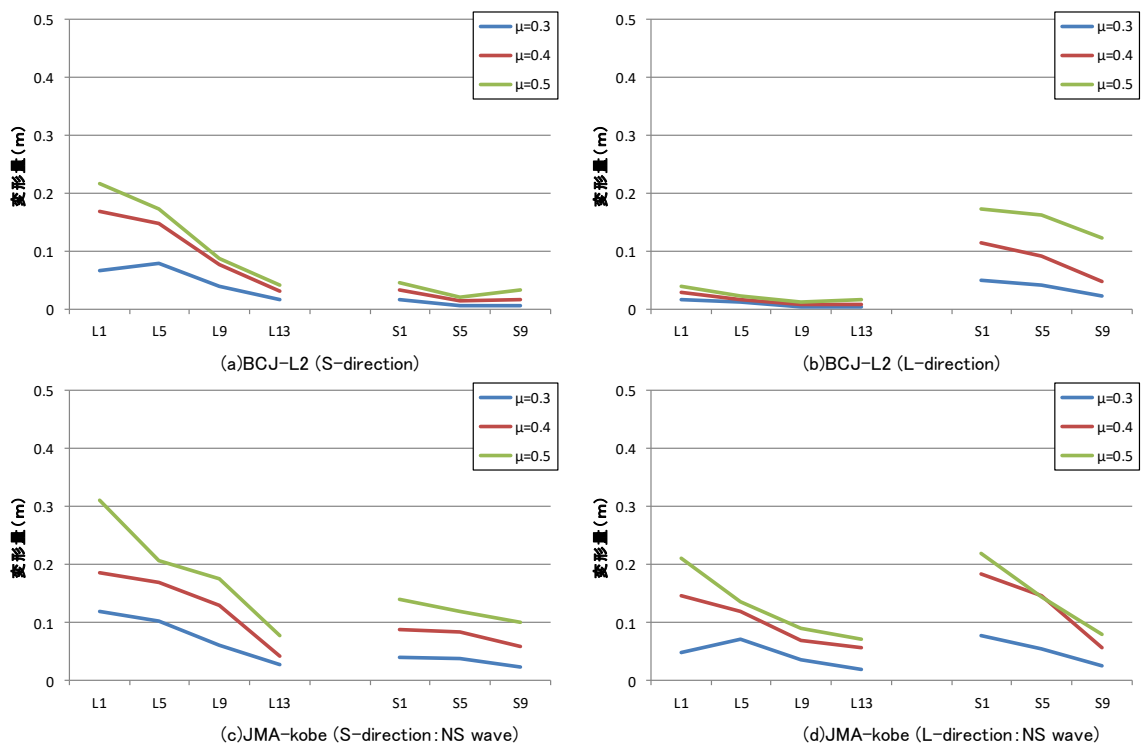 0.5
0.4
0.3
0.2
0.1
0
変形量(m)
μ=0.3
μ=0.4
μ=0.5
L1 L5 L9 L13 S1 S5 S9
(a)BCJ-L2 (S-direction)
0.5
0.4
0.3
0.2
0.1
0
変形量(m)
μ=0.3
μ=0.4
μ=0.5
L1 L5 L9 L13 S1 S5 S9
(b)BCJ-L2 (L-direction)
0.5
0.4
0.3
0.2
0.1
0
変形量(m)
μ=0.3
μ=0.4
μ=0.5
L1 L5 L9 L13 S1 S5 S9
(c)JMA-kobe (S-direction:NS wave)
0.5
0.4
0.3
0.2
0.1
0
変形量(m)
μ=0.3
μ=0.4
μ=0.5
L1 L5 L9 L13 S1 S5 S9
(d)JMA-kobe (L-direction:NS wave)